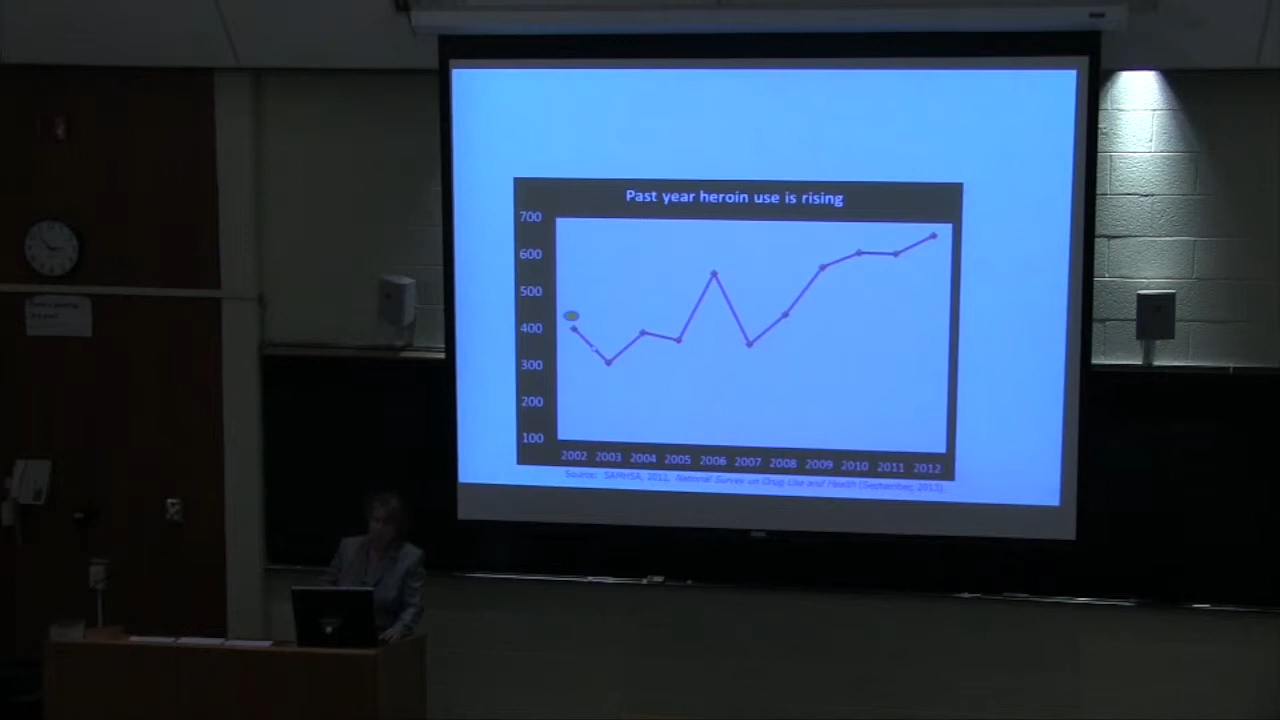 Past year heroin use is rising
700
600
500
400
300
200
100
2002 2003 2004 2005 2006 2007 2008 2009 2010 2011 2012
Source: SAMHSA, 2012, National Survey on Drug Use and Health (September, 2013).